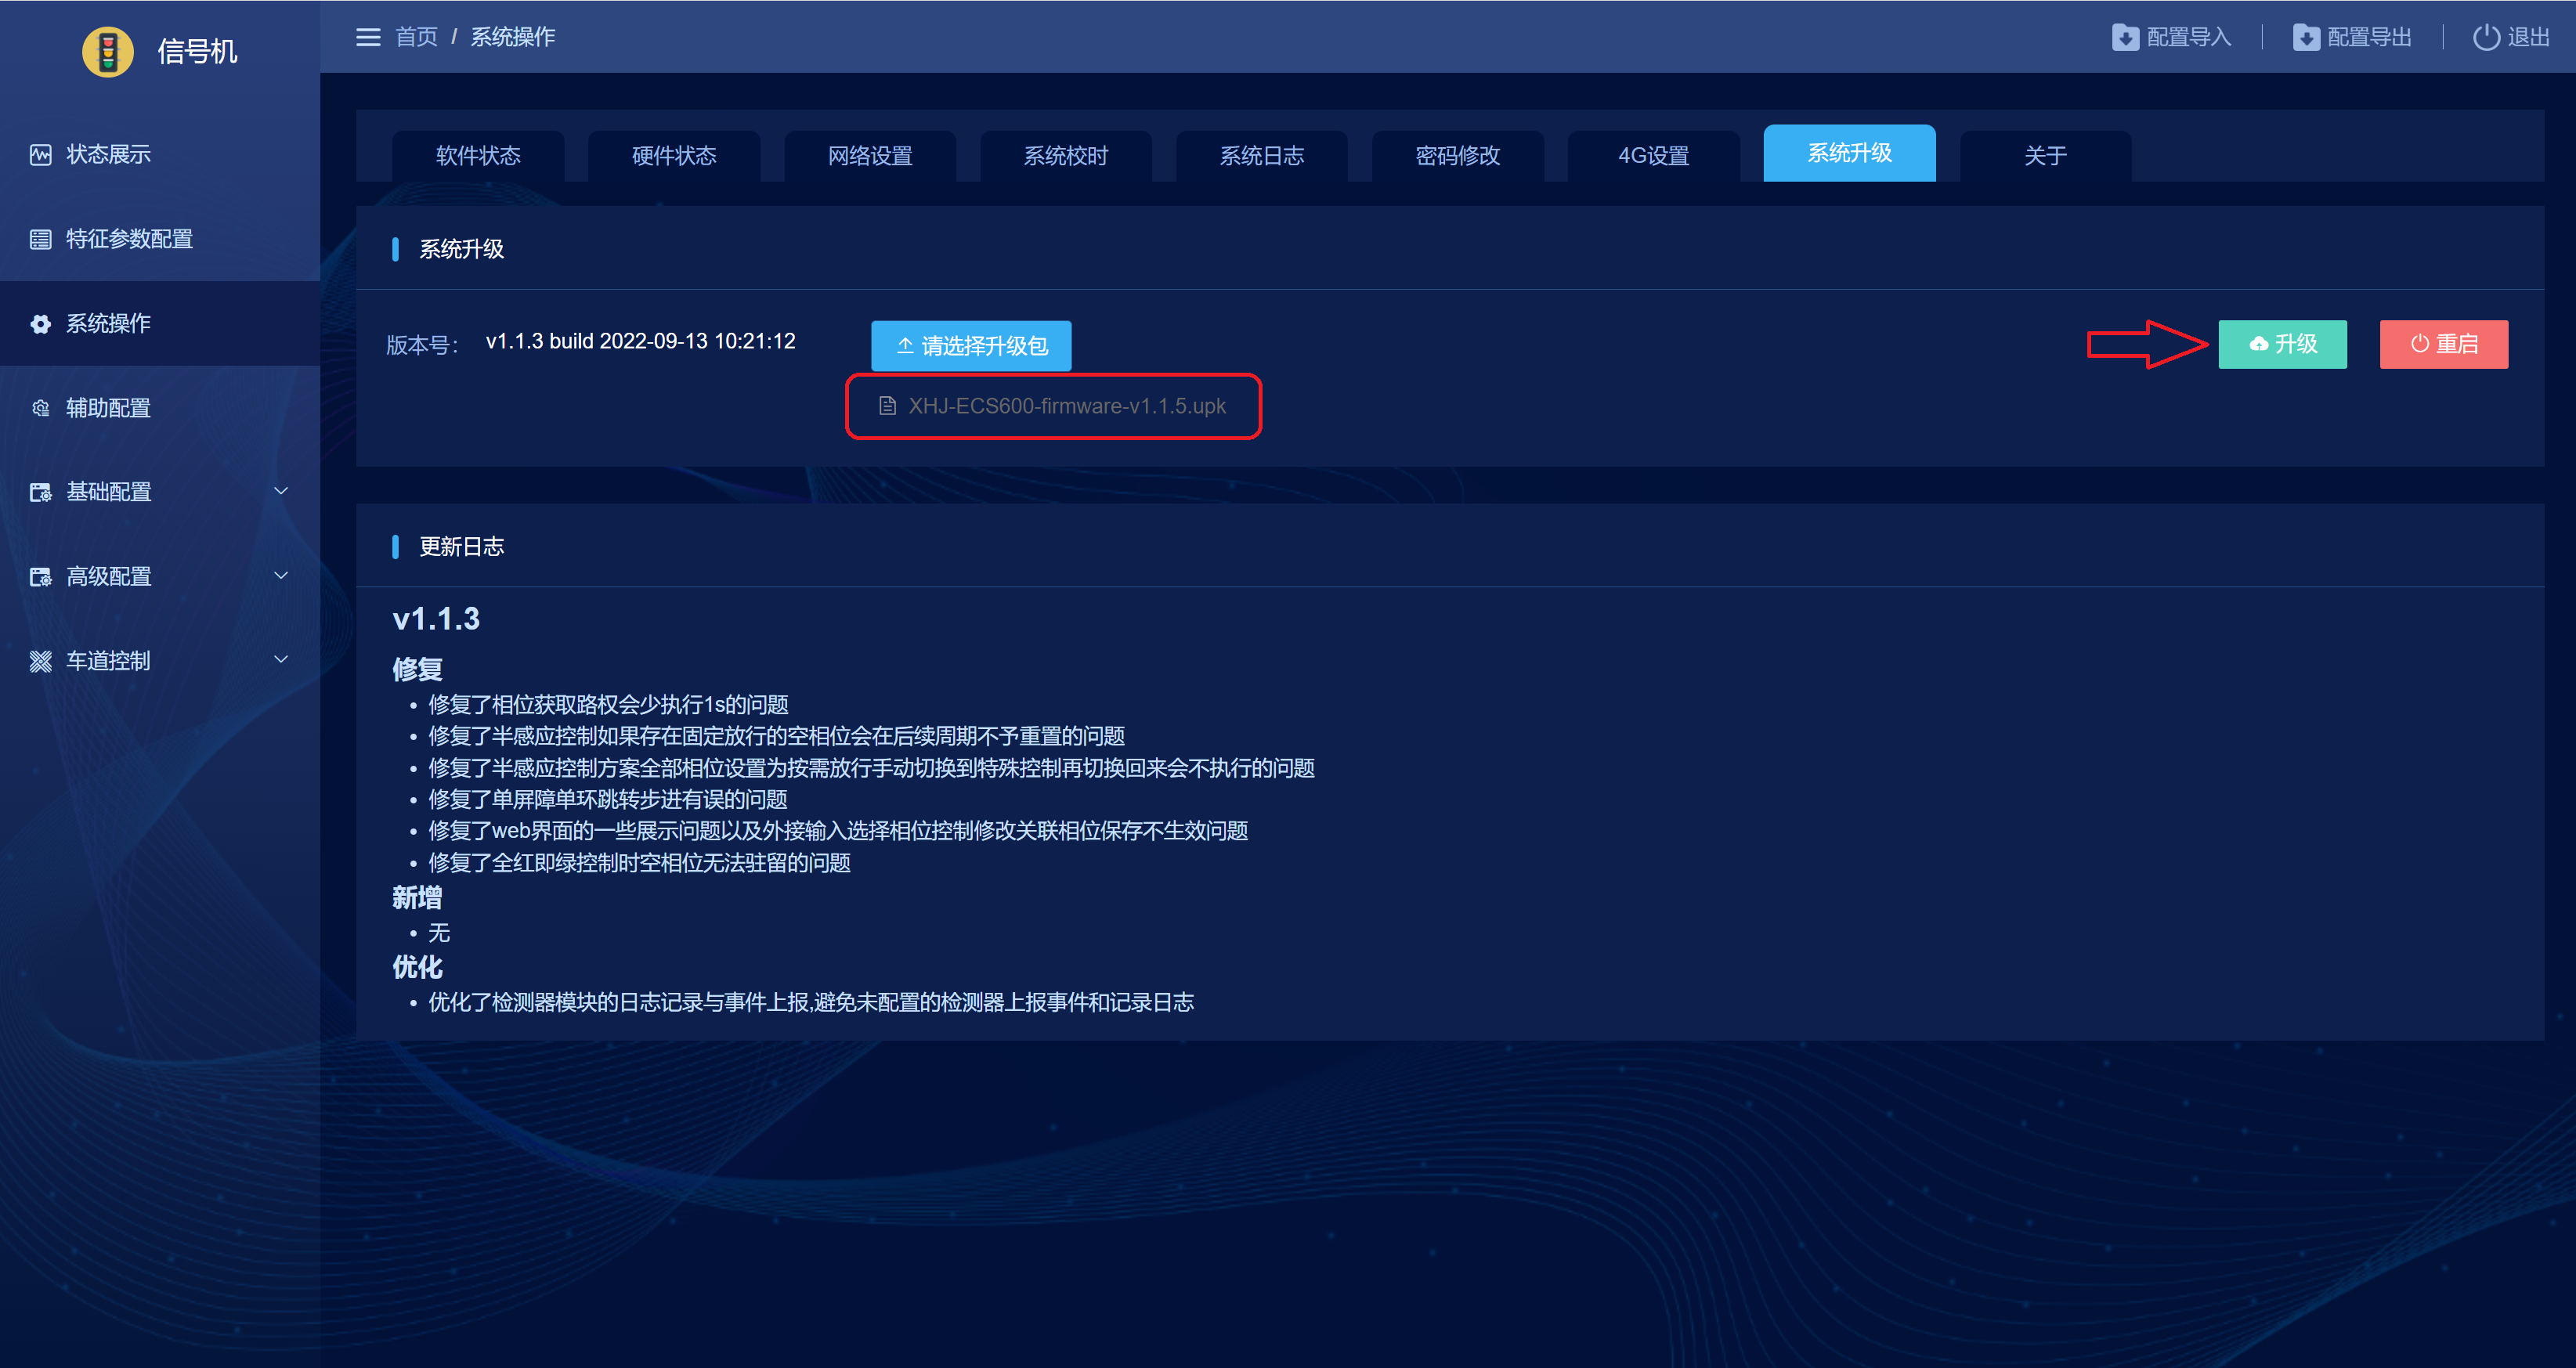 信号机
首页 / 系统操作
配置导入
配置导出
退出
状态展示
特征参数配置
系统操作
辅助配置
基础配置
高级配置
车道控制
软件状态
硬件状态
网络设置
系统校时
系统日志
密码修改
4G设置
系统升级
关于
系统升级
版本号： v1.1.3 build 2022-09-13 10:21:12
请选择升级包
升级
重启
XHJ-ECS600-firmware-v1.1.5.upk
更新日志
v1.1.3
修复
• 修复了相位获取路权会少执行1s的问题
• 修复了半感应控制如果存在固定放行的空相位会在后续周期不予重置的问题
• 修复了半感应控制方案全部相位设置为按需放行手动切换到特殊控制再切换回来会不执行的问题
• 修复了单屏障单环跳转步进有误的问题
• 修复了web界面的一些展示问题以及外接输入选择相位控制修改关联相位保存不生效问题
• 修复了全红即绿控制时空相位无法驻留的问题
新增
• 无
优化
• 优化了检测器模块的日志记录与事件上报,避免未配置的检测器上报事件和记录日志